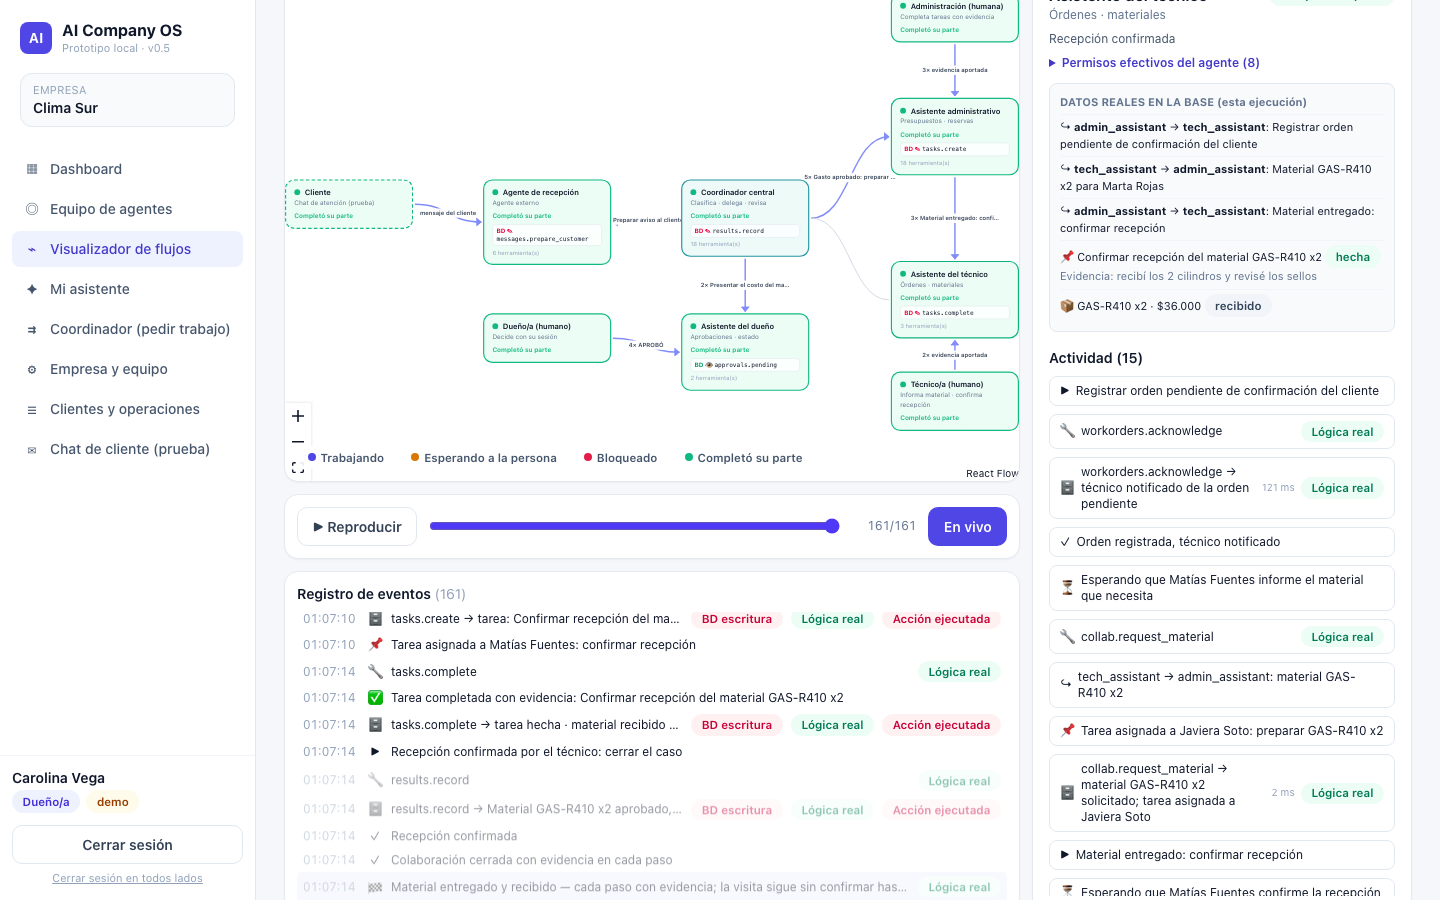 AI
AI Company OS
Prototipo local · v0.5
EMPRESA
Clima Sur
Dashboard
Equipo de agentes
Visualizador de flujos
Mi asistente
Coordinador (pedir trabajo)
Empresa y equipo
Clientes y operaciones
Chat de cliente (prueba)
Carolina Vega
Dueño/a
demo
Cerrar sesión
Cerrar sesión en todos lados
Administración (humana)
Completa tareas con evidencia
Completó su parte
3× evidencia aportada
Asistente administrativo
Presupuestos · reservas
Completó su parte
BD tasks.create
18 herramienta(s)
5× Gasto aprobado: preparar ...
Cliente
Chat de atención (prueba)
Completó su parte
mensaje del cliente
Agente de recepción
Agente externo
Completó su parte
BD
messages.prepare_customer
6 herramienta(s)
Preparar aviso al cliente
Coordinador central
Clasifica · delega · revisa
Completó su parte
BD results.record
18 herramienta(s)
3× Material entregado: confi...
2× Presentar el costo del ma...
Asistente del técnico
Órdenes · materiales
Completó su parte
BD tasks.complete
3 herramienta(s)
Dueño/a (humano)
Decide con su sesión
Completó su parte
4× APROBÓ
Asistente del dueño
Aprobaciones · estado
Completó su parte
BD approvals.pending
2 herramienta(s)
2× evidencia aportada
Técnico/a (humano)
Informa material · confirma
recepción
Completó su parte
Trabajando
Esperando a la persona
Bloqueado
Completó su parte
React Flow
Reproducir
161/161
En vivo
Registro de eventos (161)
01:07:10 tasks.create → tarea: Confirmar recepción del ma... BD escritura Lógica real Acción ejecutada
01:07:10 Tarea asignada a Matías Fuentes: confirmar recepción
01:07:14 tasks.complete Lógica real
01:07:14 Tarea completada con evidencia: Confirmar recepción del material GAS-R410 x2
01:07:14 tasks.complete → tarea hecha · material recibido ... BD escritura Lógica real Acción ejecutada
01:07:14 Recepción confirmada por el técnico: cerrar el caso
01:07:14 results.record Lógica real
01:07:14 results.record → Material GAS-R410 x2 aprobado,... BD escritura Lógica real Acción ejecutada
01:07:14 ✓ Recepción confirmada
01:07:14 ✓ Colaboración cerrada con evidencia en cada paso
01:07:14 Material entregado y recibido — cada paso con evidencia; la visita sigue sin confirmar has... Lógica real
Órdenes · materiales
Recepción confirmada
Permisos efectivos del agente (8)
DATOS REALES EN LA BASE (esta ejecución)
↪ admin_assistant → tech_assistant: Registrar orden
pendiente de confirmación del cliente
↪ tech_assistant → admin_assistant: Material GAS-R410
x2 para Marta Rojas
↪ admin_assistant → tech_assistant: Material entregado:
confirmar recepción
Confirmar recepción del material GAS-R410 x2 hecha
Evidencia: recibí los 2 cilindros y revisé los sellos
GAS-R410 x2 · $36.000 recibido
Actividad (15)
Registrar orden pendiente de confirmación del cliente
workorders.acknowledge Lógica real
workorders.acknowledge →
técnico notificado de la orden 121 ms Lógica real
pendiente
✓ Orden registrada, técnico notificado
Esperando que Matías Fuentes informe el material
que necesita
collab.request_material Lógica real
↪ tech_assistant → admin_assistant: material GAS-
R410 x2
Tarea asignada a Javiera Soto: preparar GAS-R410 x2
collab.request_material →
material GAS-R410 x2
solicitado; tarea asignada a 2 ms Lógica real
Javiera Soto
Material entregado: confirmar recepción
Esperando que Matías Fuentes confirme la recepción